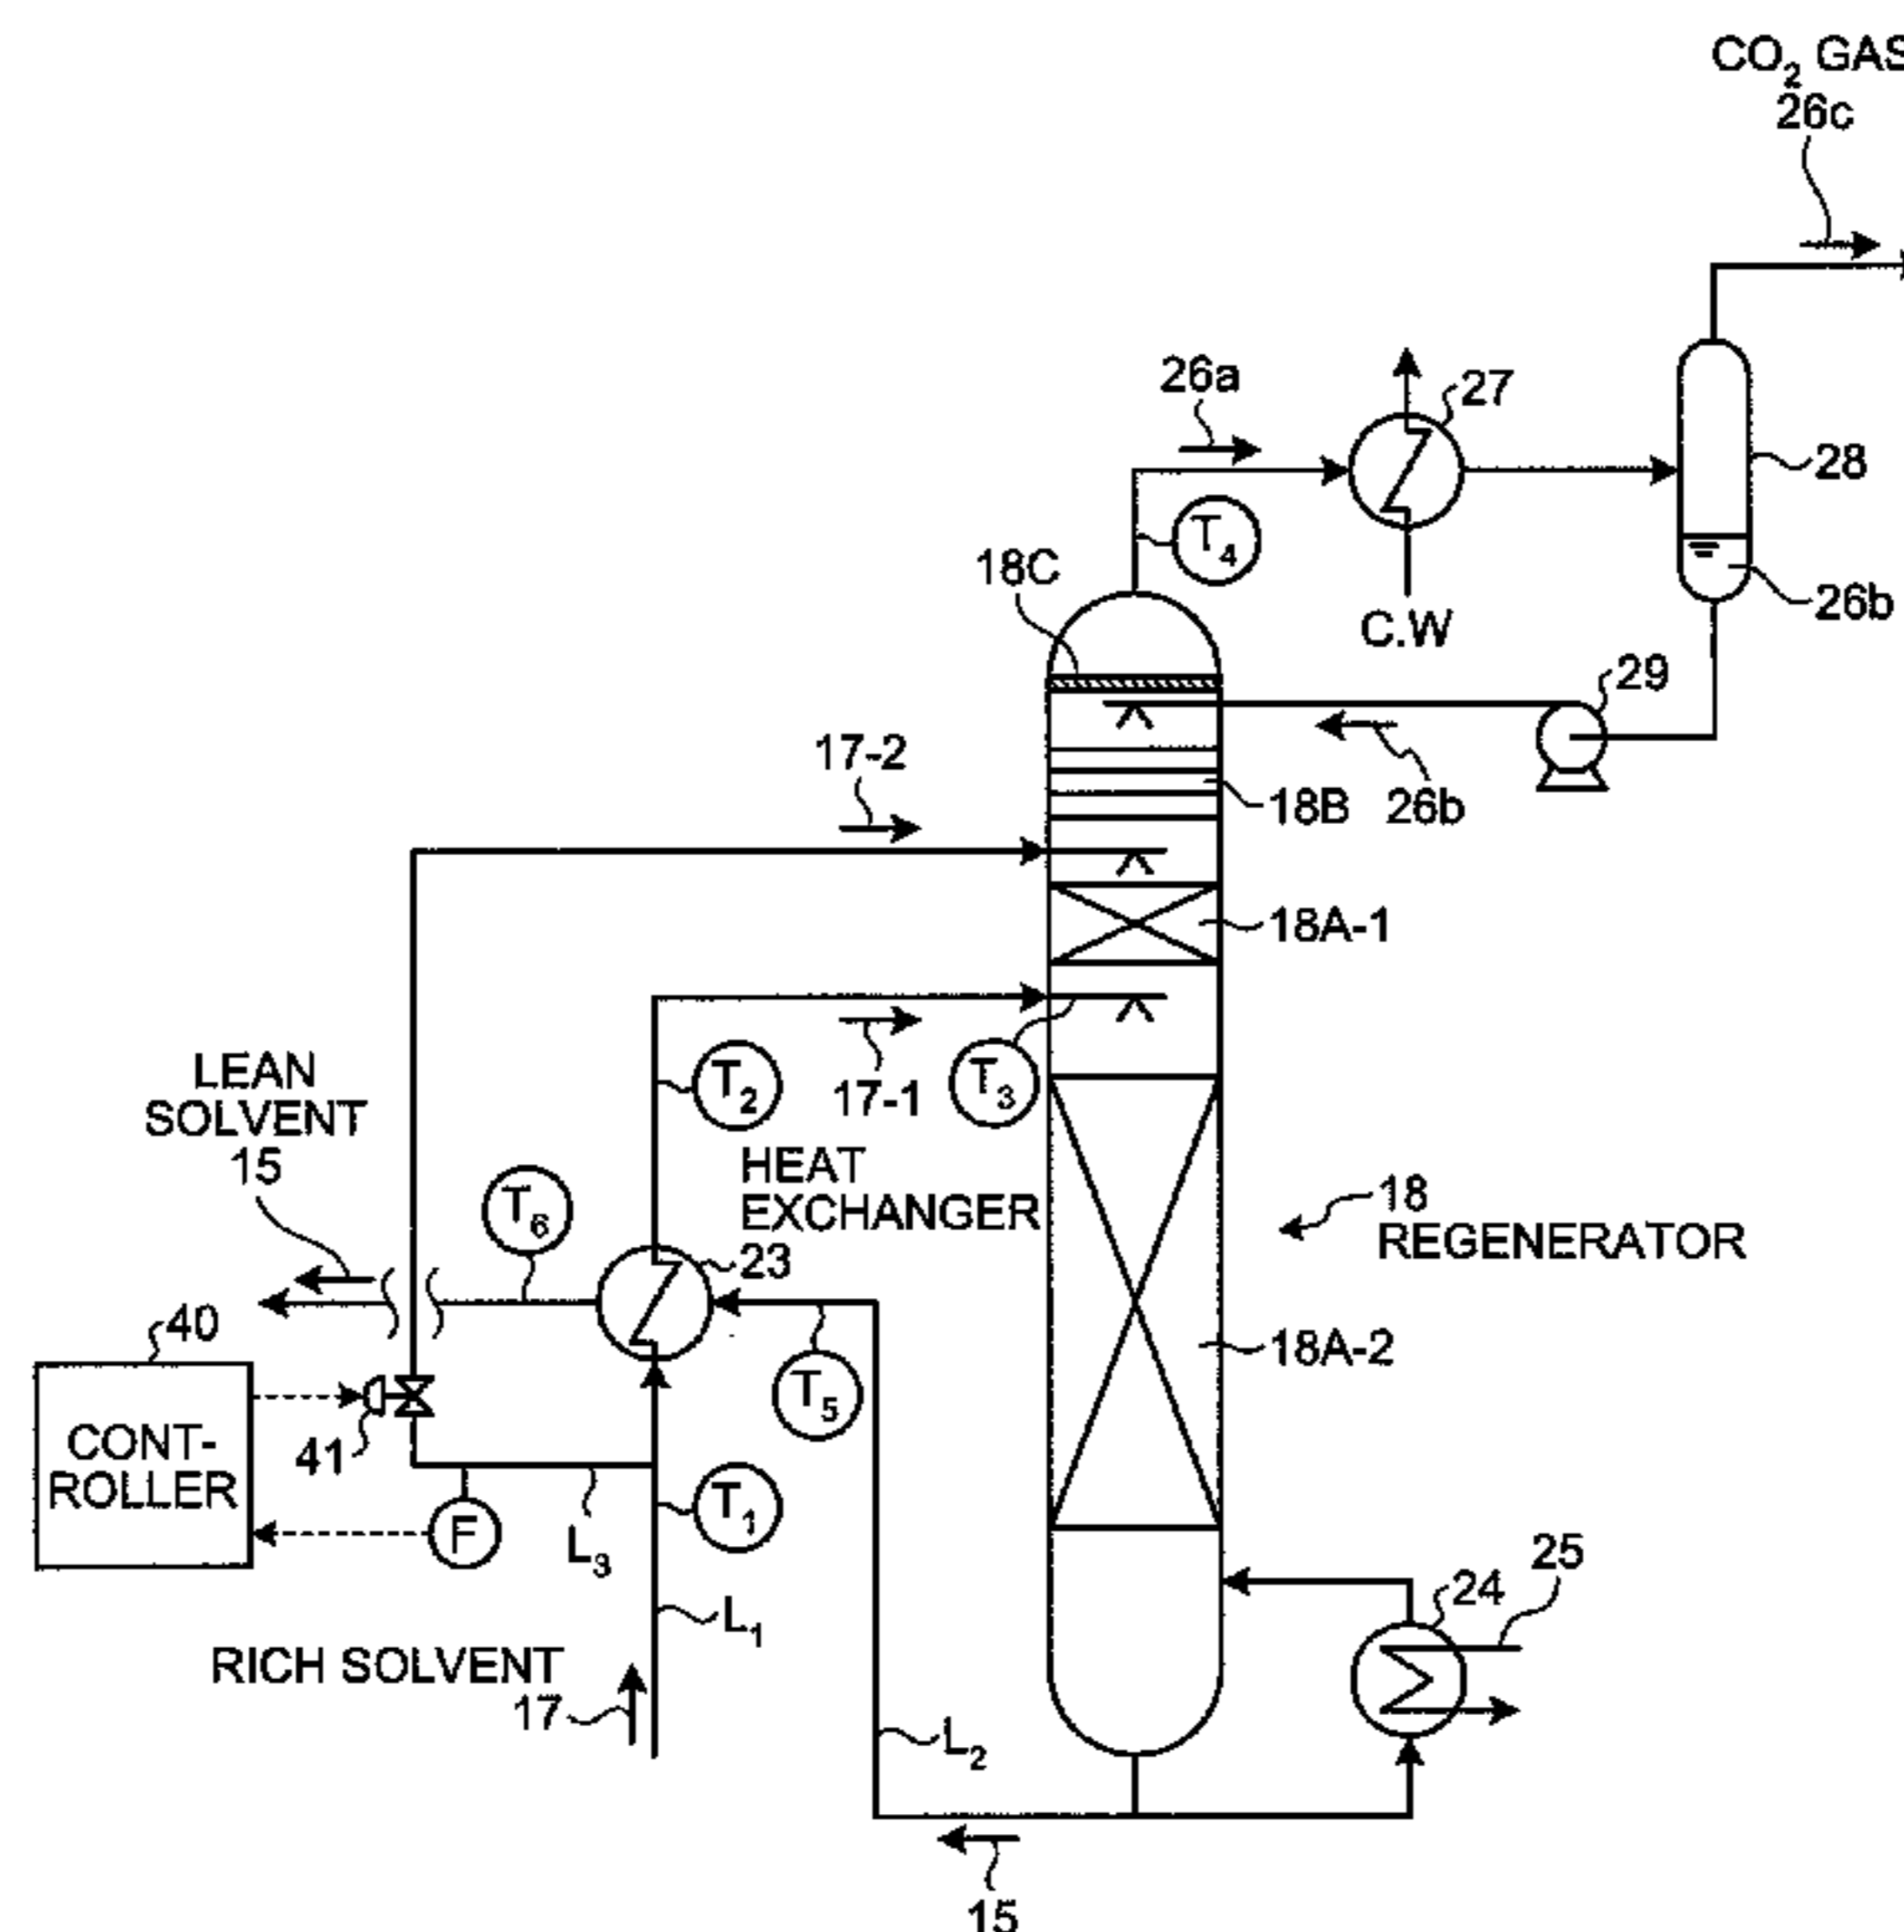 CO₂ GAS
26c
26a
27
28
T₄
18C
26b
C.W
29
17-2
18B
26b
18A-1
LEAN
SOLVENT
15
T₂
17-1
T₃
HEAT
EXCHANGER
23
T₆
18
REGENERATOR
40
18A-2
T₅
CONT-
ROLLER
41
T₁
F
L₃
25
24
L₁
RICH SOLVENT
17
L₂
15